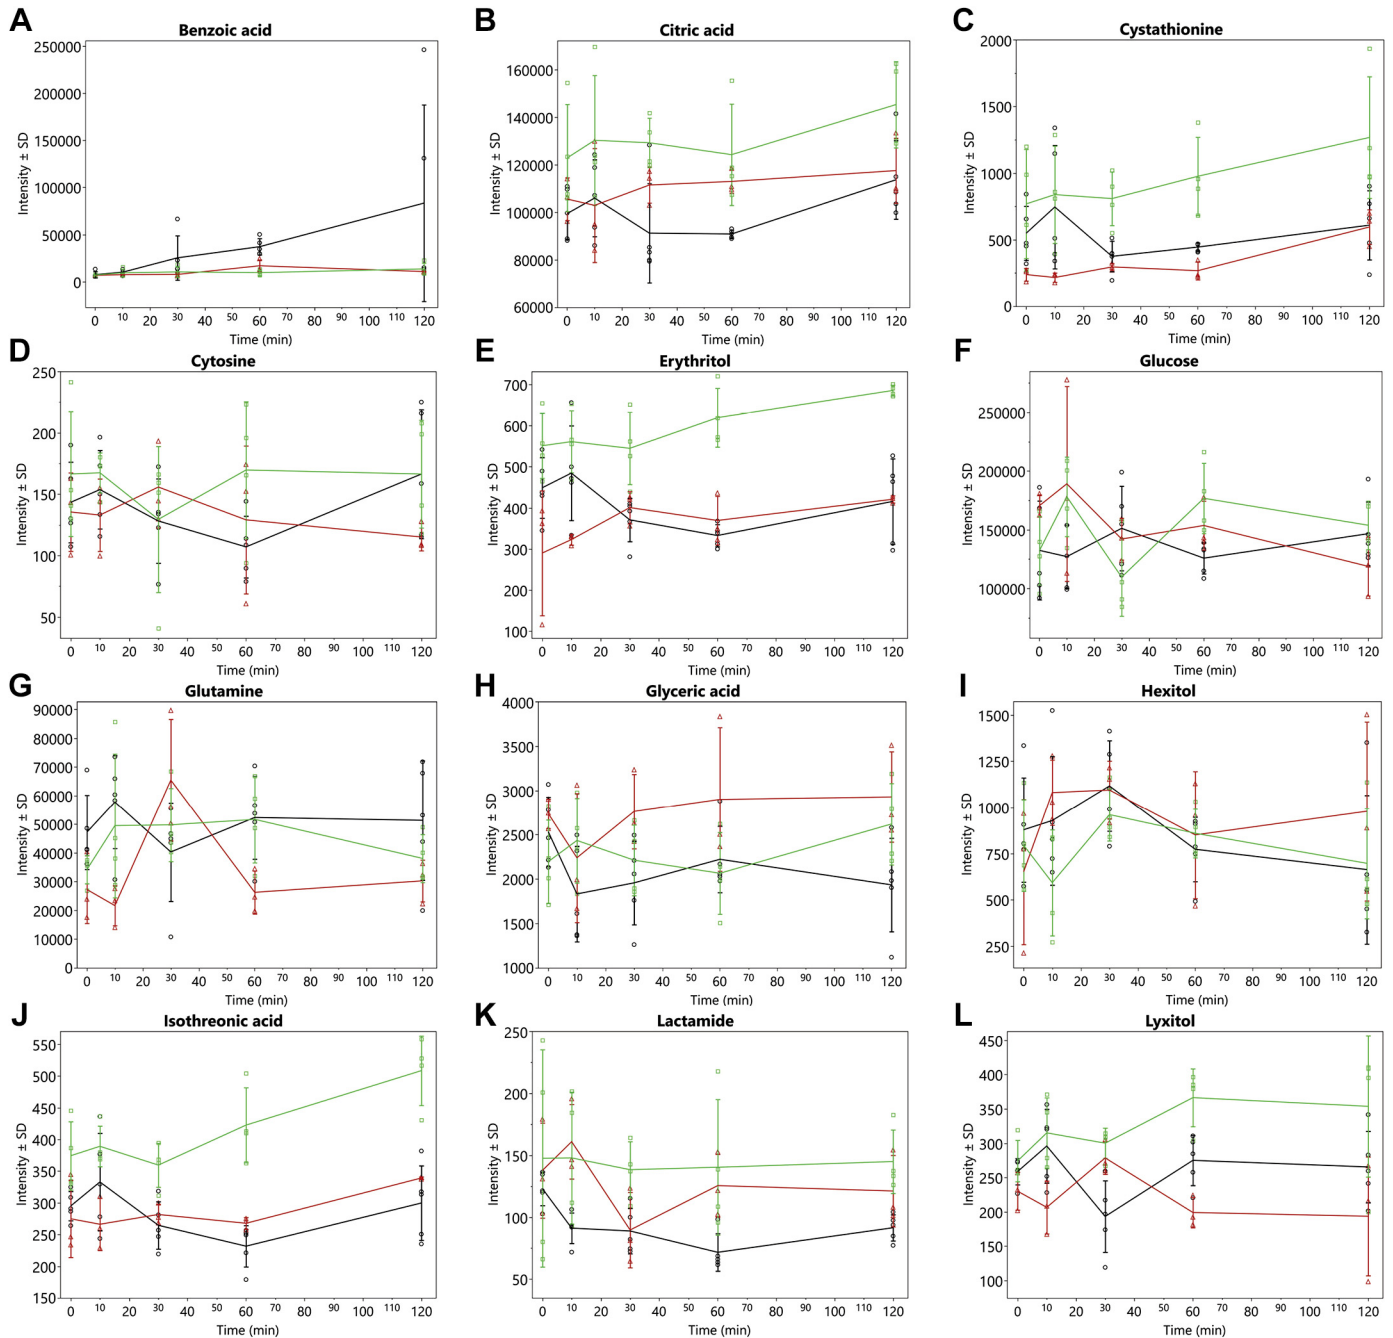 A
Benzoic acid
250000
200000
150000
100000
50000
0
Intensity ± SD
0 10 20 30 40 50 60 70 80 90 100 110 120
Time (min)
B
Citric acid
160000
140000
120000
100000
80000
60000
Intensity ± SD
0 10 20 30 40 50 60 70 80 90 100 110 120
Time (min)
C
Cystathionine
2000
1500
1000
500
0
Intensity ± SD
0 10 20 30 40 50 60 70 80 90 100 110 120
Time (min)
D
Cytosine
250
200
150
100
50
Intensity ± SD
0 10 20 30 40 50 60 70 80 90 100 110 120
Time (min)
E
Erythritol
700
600
500
400
300
200
100
Intensity ± SD
0 10 20 30 40 50 60 70 80 90 100 110 120
Time (min)
F
Glucose
250000
200000
150000
100000
Intensity ± SD
0 10 20 30 40 50 60 70 80 90 100 110 120
Time (min)
G
Glutamine
90000
80000
70000
60000
50000
40000
30000
20000
10000
0
Intensity ± SD
0 10 20 30 40 50 60 70 80 90 100 110 120
Time (min)
H
Glyceric acid
4000
3500
3000
2500
2000
1500
1000
Intensity ± SD
0 10 20 30 40 50 60 70 80 90 100 110 120
Time (min)
I
Hexitol
1500
1250
1000
750
500
250
Intensity ± SD
0 10 20 30 40 50 60 70 80 90 100 110 120
Time (min)
J
Isothreonic acid
550
500
450
400
350
300
250
200
150
Intensity ± SD
0 10 20 30 40 50 60 70 80 90 100 110 120
Time (min)
K
Lactamide
250
200
150
100
50
Intensity ± SD
0 10 20 30 40 50 60 70 80 90 100 110 120
Time (min)
L
Lyxitol
450
400
350
300
250
200
150
100
Intensity ± SD
0 10 20 30 40 50 60 70 80 90 100 110 120
Time (min)